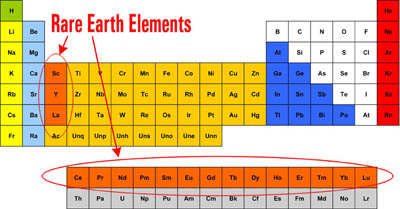 H He
Rare Earth Elements
Li Be B C N O F Ne
Na Mg Al Si P S Cl Ar
K Ca Sc Ti Cr Mn Fe Co Ni Cu Zn Ga Ge As Se Br Kr
Rb Sr Y Zr Nb Mo Ru Rh Pd Ag Cd In Sn Sb Te I Xe
Cs Ba La Hf Ta W Re Os Ir Pt Au Hg Tl Pb Bi Po At Rn
Fr Ra Ac Unq Unp Unh Uns Uno Une Unn
Ce Pr Nd Pm Sm Eu Gd Tb Dy Ho Er Tm Yb Lu
Th Pa U Np Pu Am Cm Bk Cf Es Fm Md No Lr